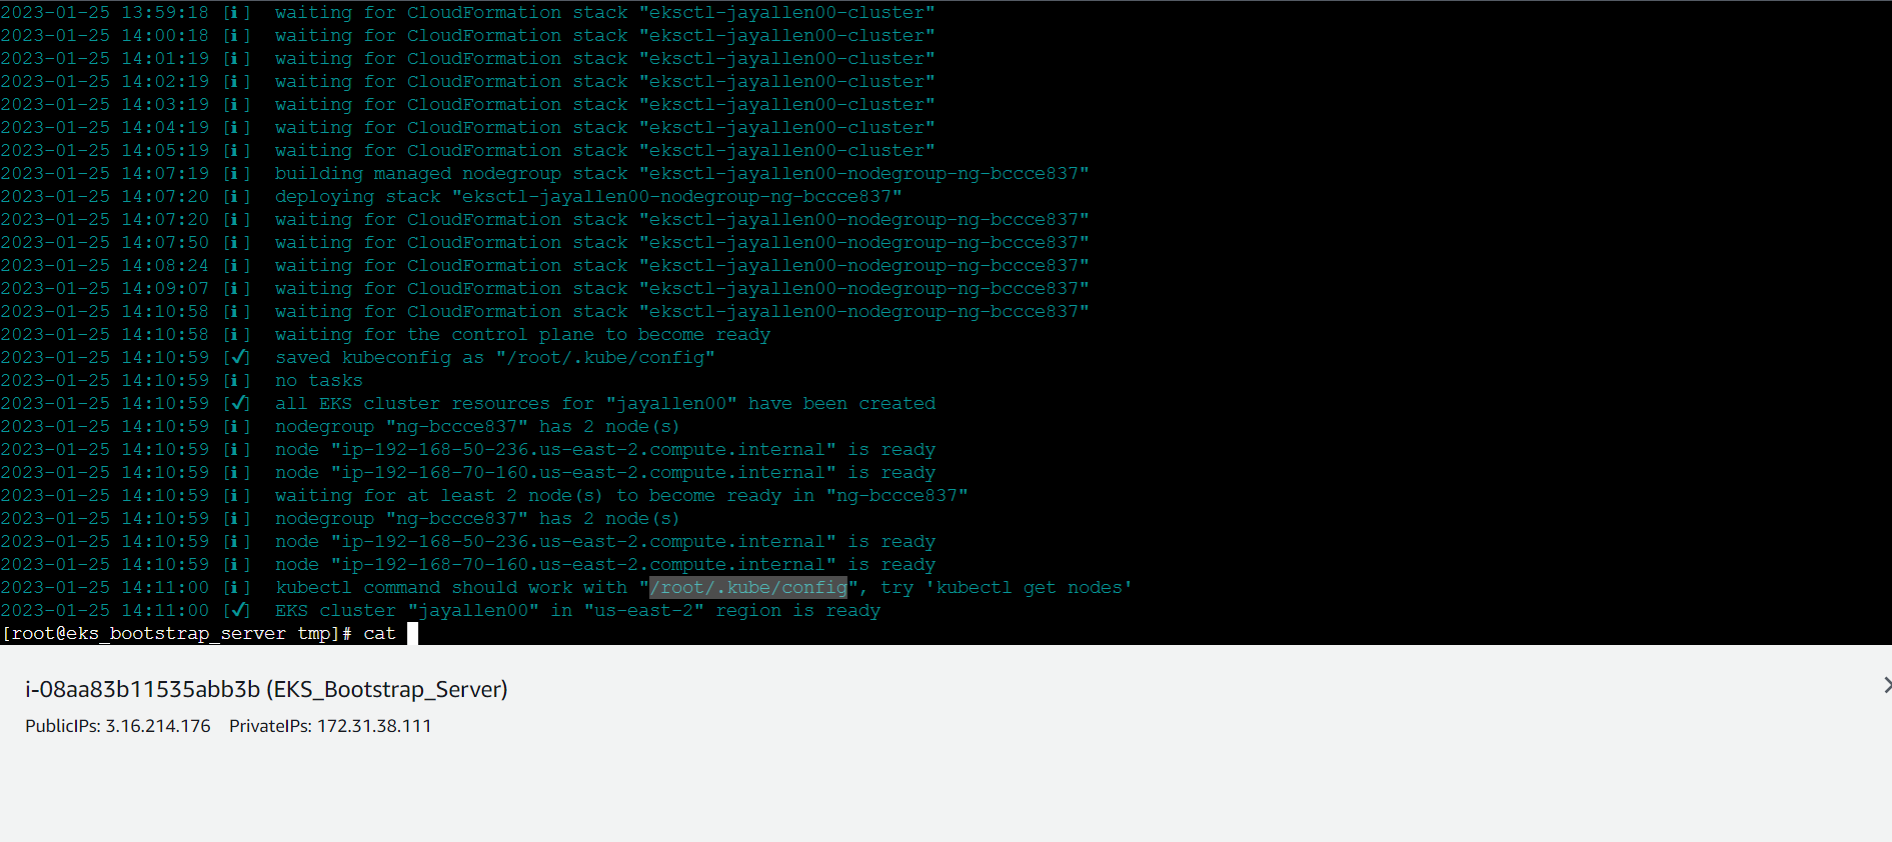 2023-01-25 13:59:18 [ℹ]  waiting for CloudFormation stack "eksctl-jayallen00-cluster"
2023-01-25 14:00:18 [ℹ]  waiting for CloudFormation stack "eksctl-jayallen00-cluster"
2023-01-25 14:01:19 [ℹ]  waiting for CloudFormation stack "eksctl-jayallen00-cluster"
2023-01-25 14:02:19 [ℹ]  waiting for CloudFormation stack "eksctl-jayallen00-cluster"
2023-01-25 14:03:19 [ℹ]  waiting for CloudFormation stack "eksctl-jayallen00-cluster"
2023-01-25 14:04:19 [ℹ]  waiting for CloudFormation stack "eksctl-jayallen00-cluster"
2023-01-25 14:05:19 [ℹ]  waiting for CloudFormation stack "eksctl-jayallen00-cluster"
2023-01-25 14:07:19 [ℹ]  building managed nodegroup stack "eksctl-jayallen00-nodegroup-ng-bccce837"
2023-01-25 14:07:20 [ℹ]  deploying stack "eksctl-jayallen00-nodegroup-ng-bccce837"
2023-01-25 14:07:20 [ℹ]  waiting for CloudFormation stack "eksctl-jayallen00-nodegroup-ng-bccce837"
2023-01-25 14:07:50 [ℹ]  waiting for CloudFormation stack "eksctl-jayallen00-nodegroup-ng-bccce837"
2023-01-25 14:08:24 [ℹ]  waiting for CloudFormation stack "eksctl-jayallen00-nodegroup-ng-bccce837"
2023-01-25 14:09:07 [ℹ]  waiting for CloudFormation stack "eksctl-jayallen00-nodegroup-ng-bccce837"
2023-01-25 14:10:58 [ℹ]  waiting for CloudFormation stack "eksctl-jayallen00-nodegroup-ng-bccce837"
2023-01-25 14:10:58 [ℹ]  waiting for the control plane to become ready
2023-01-25 14:10:59 [✔]  saved kubeconfig as "/root/.kube/config"
2023-01-25 14:10:59 [ℹ]  no tasks
2023-01-25 14:10:59 [✔]  all EKS cluster resources for "jayallen00" have been created
2023-01-25 14:10:59 [ℹ]  nodegroup "ng-bccce837" has 2 node(s)
2023-01-25 14:10:59 [ℹ]  node "ip-192-168-50-236.us-east-2.compute.internal" is ready
2023-01-25 14:10:59 [ℹ]  node "ip-192-168-70-160.us-east-2.compute.internal" is ready
2023-01-25 14:10:59 [ℹ]  waiting for at least 2 node(s) to become ready in "ng-bccce837"
2023-01-25 14:10:59 [ℹ]  nodegroup "ng-bccce837" has 2 node(s)
2023-01-25 14:10:59 [ℹ]  node "ip-192-168-50-236.us-east-2.compute.internal" is ready
2023-01-25 14:10:59 [ℹ]  node "ip-192-168-70-160.us-east-2.compute.internal" is ready
2023-01-25 14:11:00 [ℹ]  kubectl command should work with "/root/.kube/config", try 'kubectl get nodes'
2023-01-25 14:11:00 [✔]  EKS cluster "jayallen00" in "us-east-2" region is ready
[root@eks_bootstrap_server tmp]# cat
i-08aa83b11535abb3b (EKS_Bootstrap_Server)
PublicIPs: 3.16.214.176  PrivateIPs: 172.31.38.111